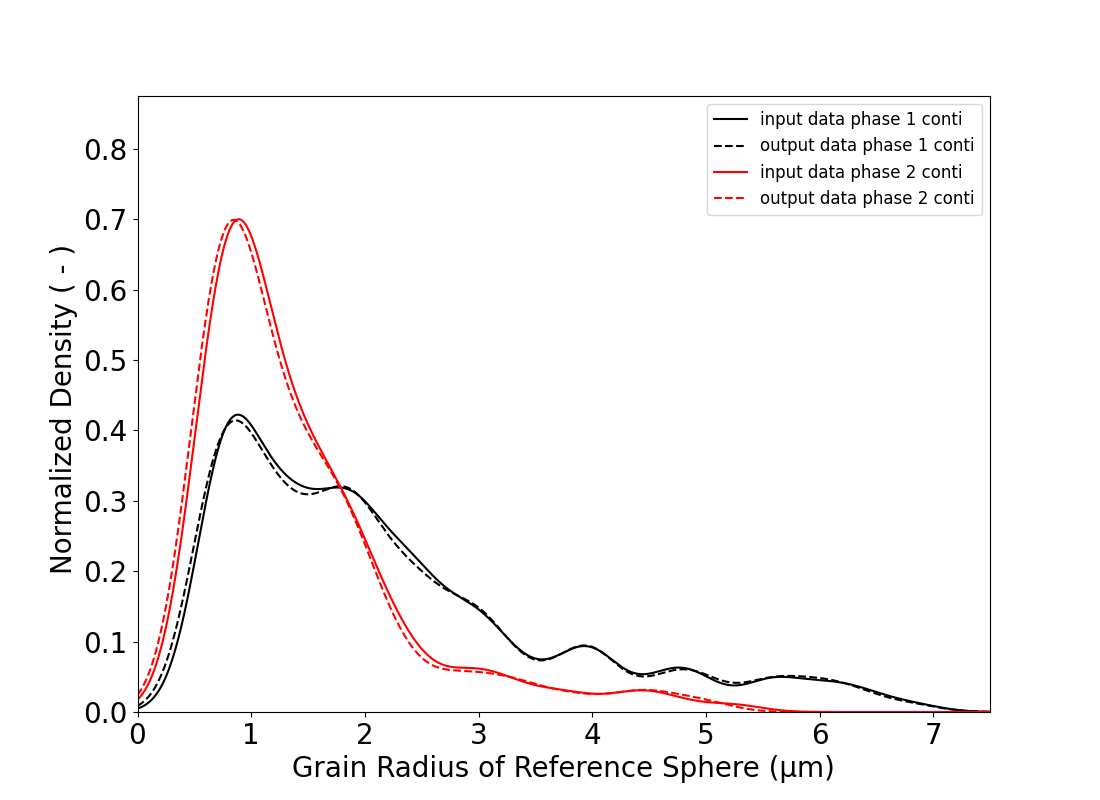 input data phase 1 conti
output data phase 1 conti
input data phase 2 conti
output data phase 2 conti
Normalized Density ( - )
0.8
0.7
0.6
0.5
0.4
0.3
0.2
0.1
0.0
0 1 2 3 4 5 6 7
Grain Radius of Reference Sphere (μm)